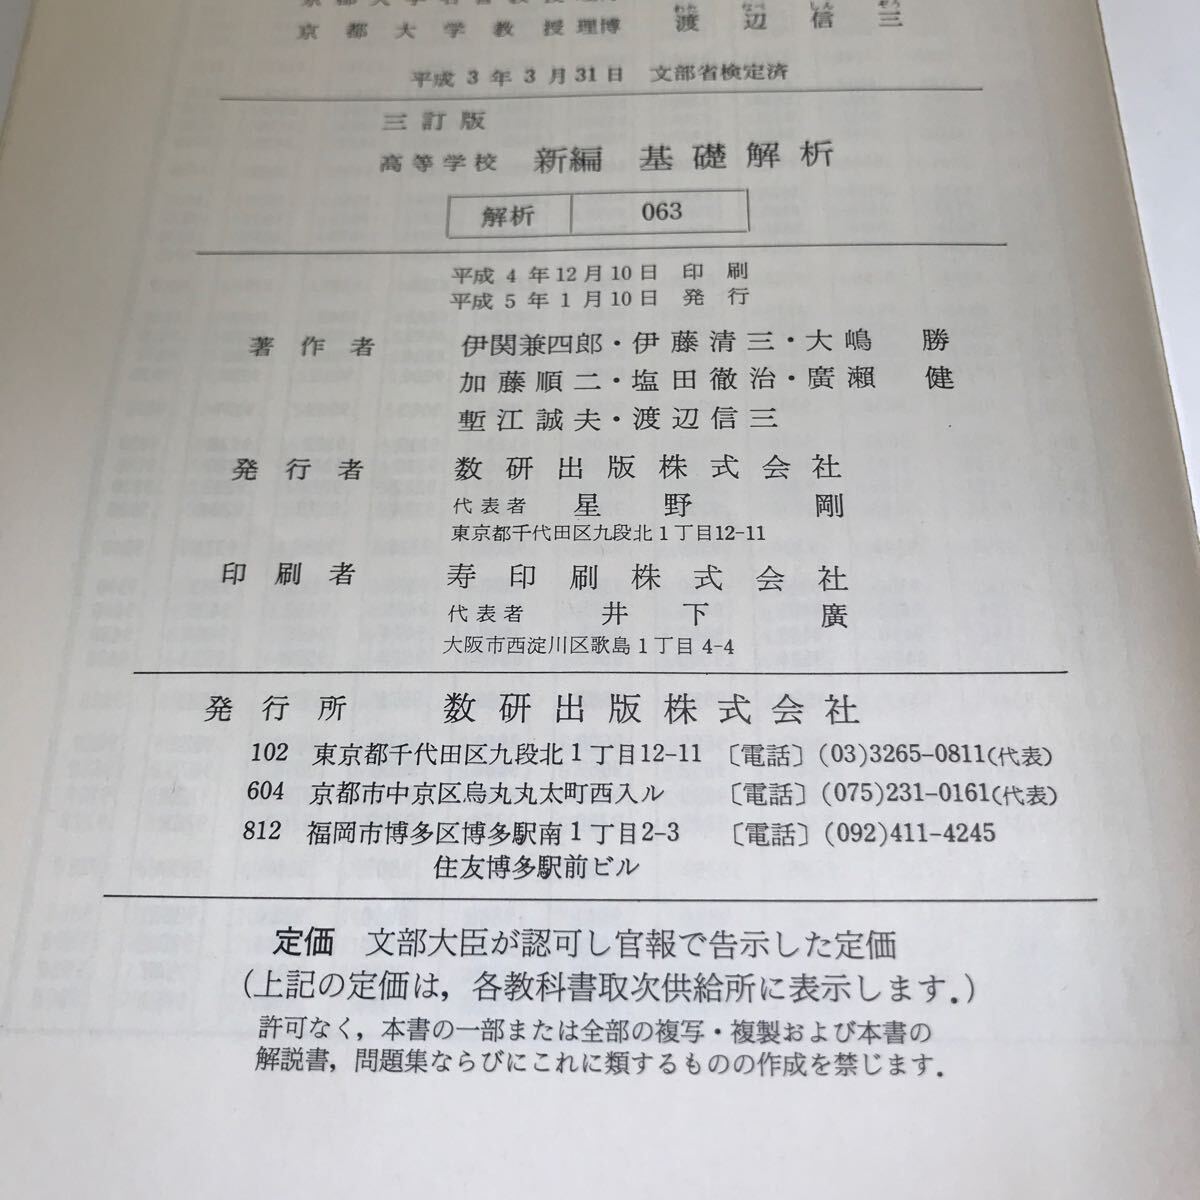 京都大学教授 理博 渡辺信三
わた なべ しん ぞう
平成3年3月31日 文部省検定済
三訂版
高等学校 新編 基礎解析
解析 063
平成4年12月10日 印刷
平成5年1月10日 発行
著作者 伊関兼四郎・伊藤清三・大嶋 勝
加藤順二・塩田徹治・廣瀬 健
塹江誠夫・渡辺信三
発行者 数研出版株式会社
代表者 星野 剛
東京都千代田区九段北1丁目12-11
印刷者 寿印刷株式会社
代表者 井下 廣
大阪市西淀川区歌島1丁目4-4
発行所 数研出版株式会社
102 東京都千代田区九段北1丁目12-11 〔電話〕(03)3265-0811(代表)
604 京都市中京区烏丸丸太町西入ル 〔電話〕(075)231-0161(代表)
812 福岡市博多区博多駅南1丁目2-3 〔電話〕(092)411-4245
住友博多駅前ビル
定価 文部大臣が認可し官報で告示した定価
(上記の定価は，各教科書取次供給所に表示します．)
許可なく，本書の一部または全部の複写・複製および本書の
解説書，問題集ならびにこれに類するものの作成を禁じます．